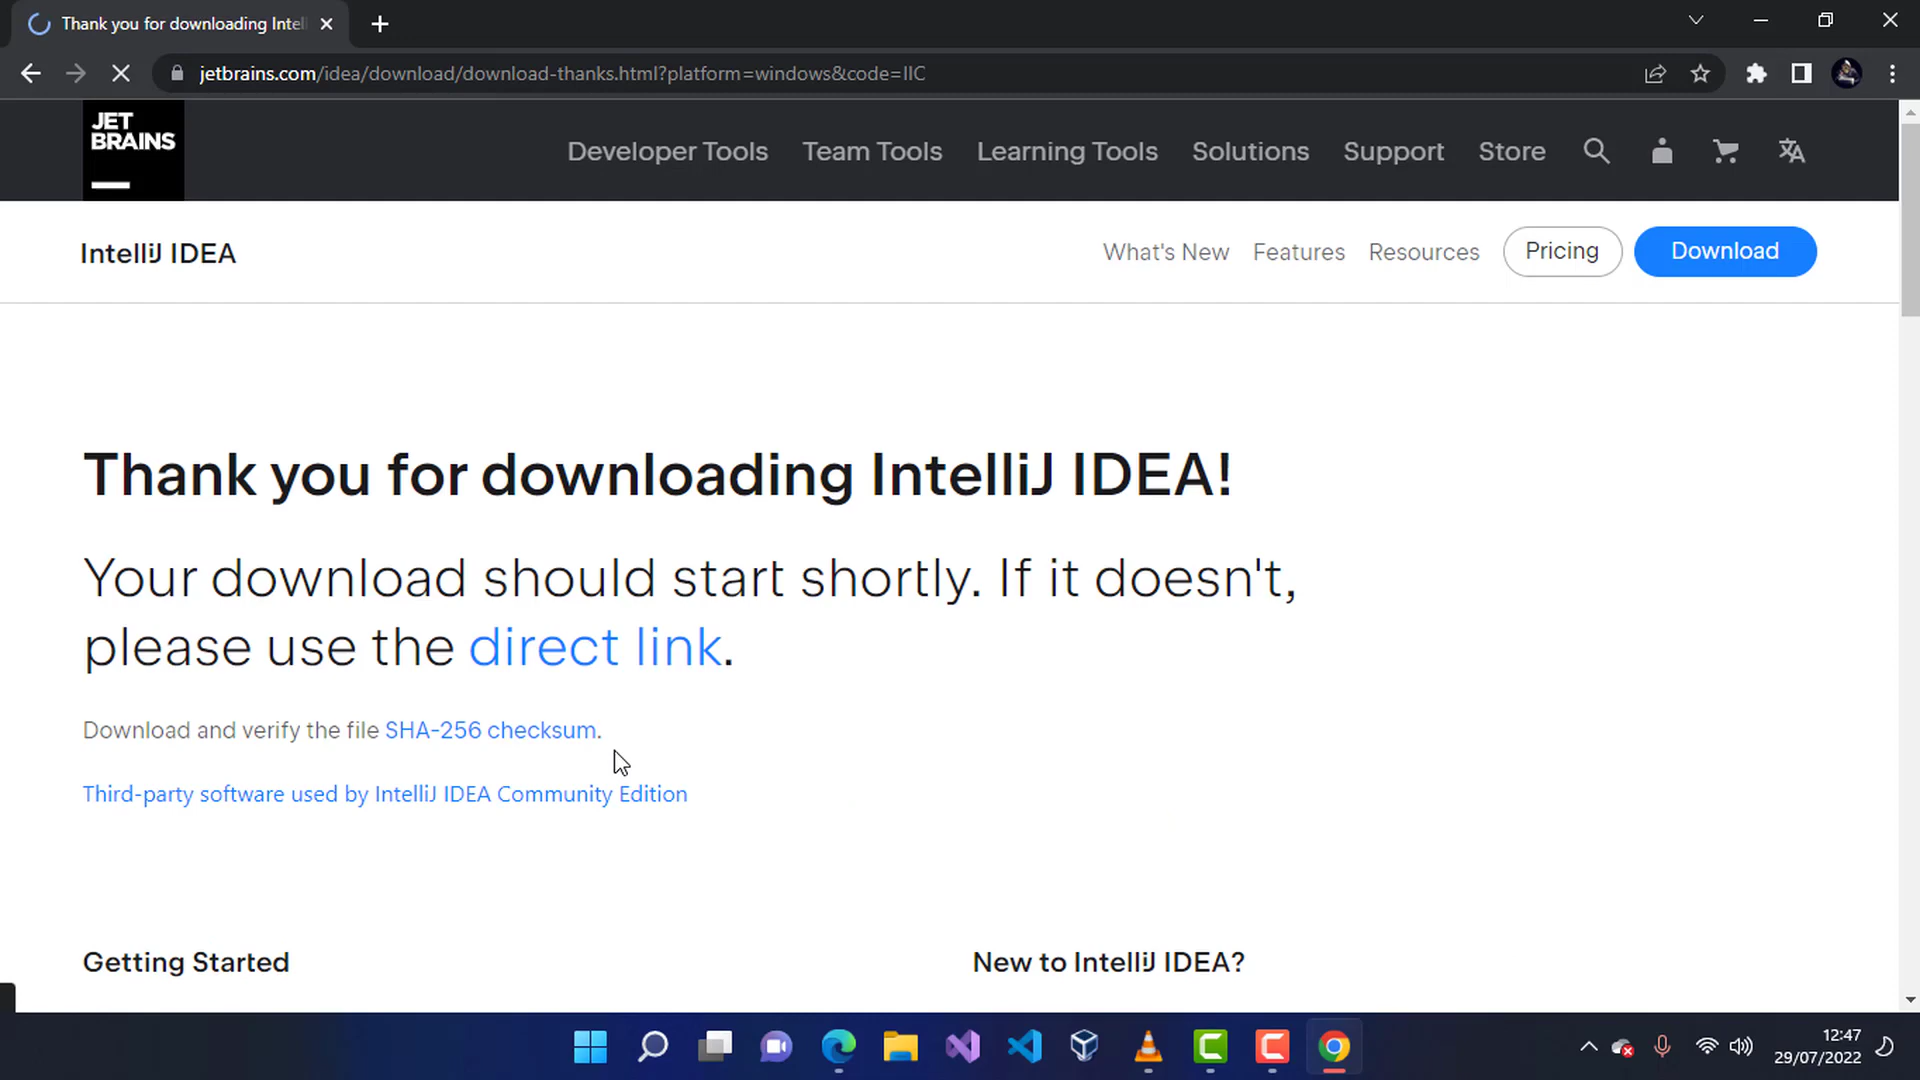 Thank you for downloading Intel
jetbrains.com/idea/download/download-thanks.html?platform=windows&code=IIC
JET
BRAINS
Developer Tools
Team Tools
Learning Tools
Solutions
Support
Store
IntelliJ IDEA
What's New
Features
Resources
Pricing
Download
Thank you for downloading IntelliJ IDEA!
Your download should start shortly. If it doesn't,
please use the direct link.
Download and verify the file SHA-256 checksum.
Third-party software used by IntelliJ IDEA Community Edition
Getting Started
New to IntelliJ IDEA?
12:47
29/07/2022